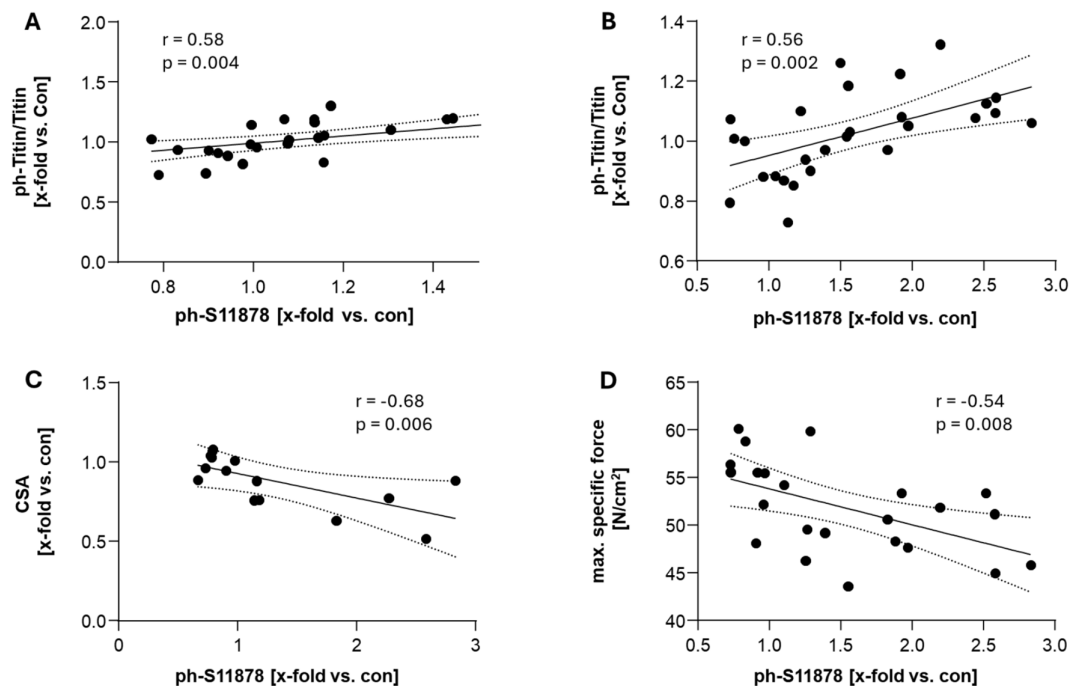 A
2.0
1.5
1.0
0.5
0.0
ph-Titin/Titin
[x-fold vs. Con]
r = 0.58
p = 0.004
0.8 1.0 1.2 1.4
ph-S11878 [x-fold vs. con]
B
1.4
1.2
1.0
0.8
0.6
ph-Titin/Titin
[x-fold vs. Con]
r = 0.56
p = 0.002
0.5 1.0 1.5 2.0 2.5 3.0
ph-S11878 [x-fold vs. con]
C
1.5
1.0
0.5
0.0
CSA
[x-fold vs. con]
r = -0.68
p = 0.006
0 1 2 3
ph-S11878 [x-fold vs. con]
D
65
60
55
50
45
40
max. specific force
[N/cm²]
r = -0.54
p = 0.008
0.5 1.0 1.5 2.0 2.5 3.0
ph-S11878 [x-fold vs. con]